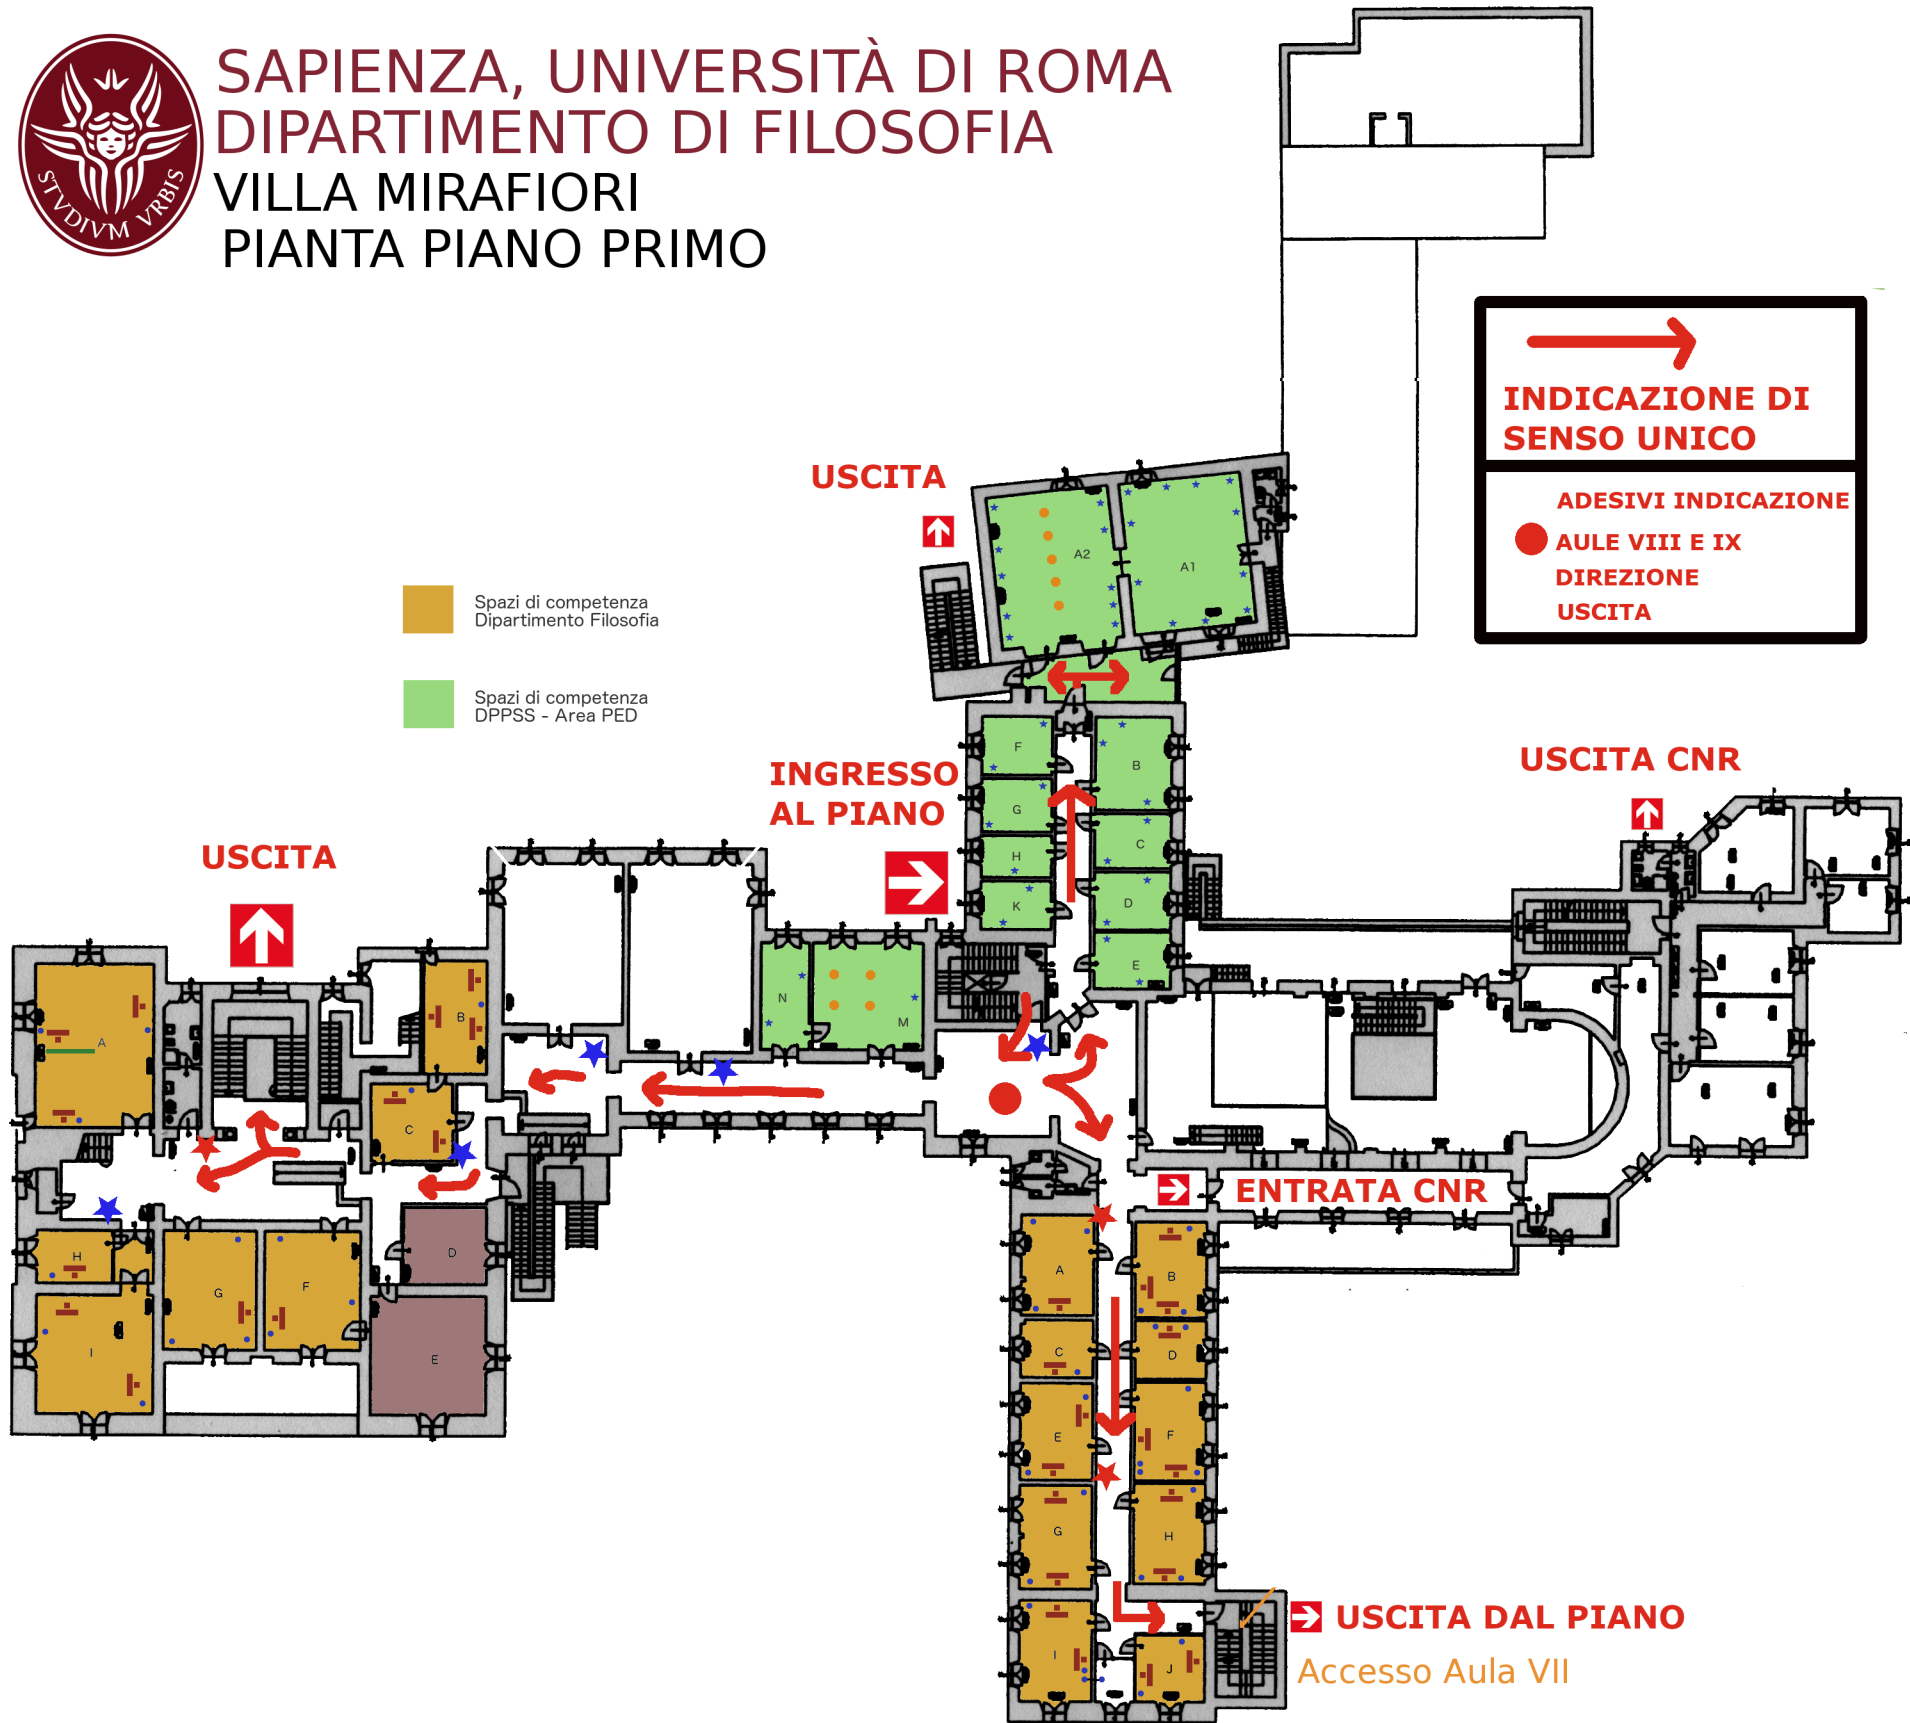 SAPIENZA, UNIVERSITÀ DI ROMA
DIPARTIMENTO DI FILOSOFIA
VILLA MIRAFIORI
PIANTA PIANO PRIMO
STVDIVM VRBIS
INDICAZIONE DI
SENSO UNICO
ADESIVI INDICAZIONE
AULE VIII E IX
DIREZIONE
USCITA
USCITA
A2
A1
Spazi di competenza
Dipartimento Filosofia
Spazi di competenza
DPPSS - Area PED
INGRESSO
AL PIANO
F
G
H
K
B
C
D
E
USCITA CNR
USCITA
N
M
A
B
C
D
E
F
G
H
I
ENTRATA CNR
A
B
C
D
E
F
G
H
I
J
USCITA DAL PIANO
Accesso Aula VII